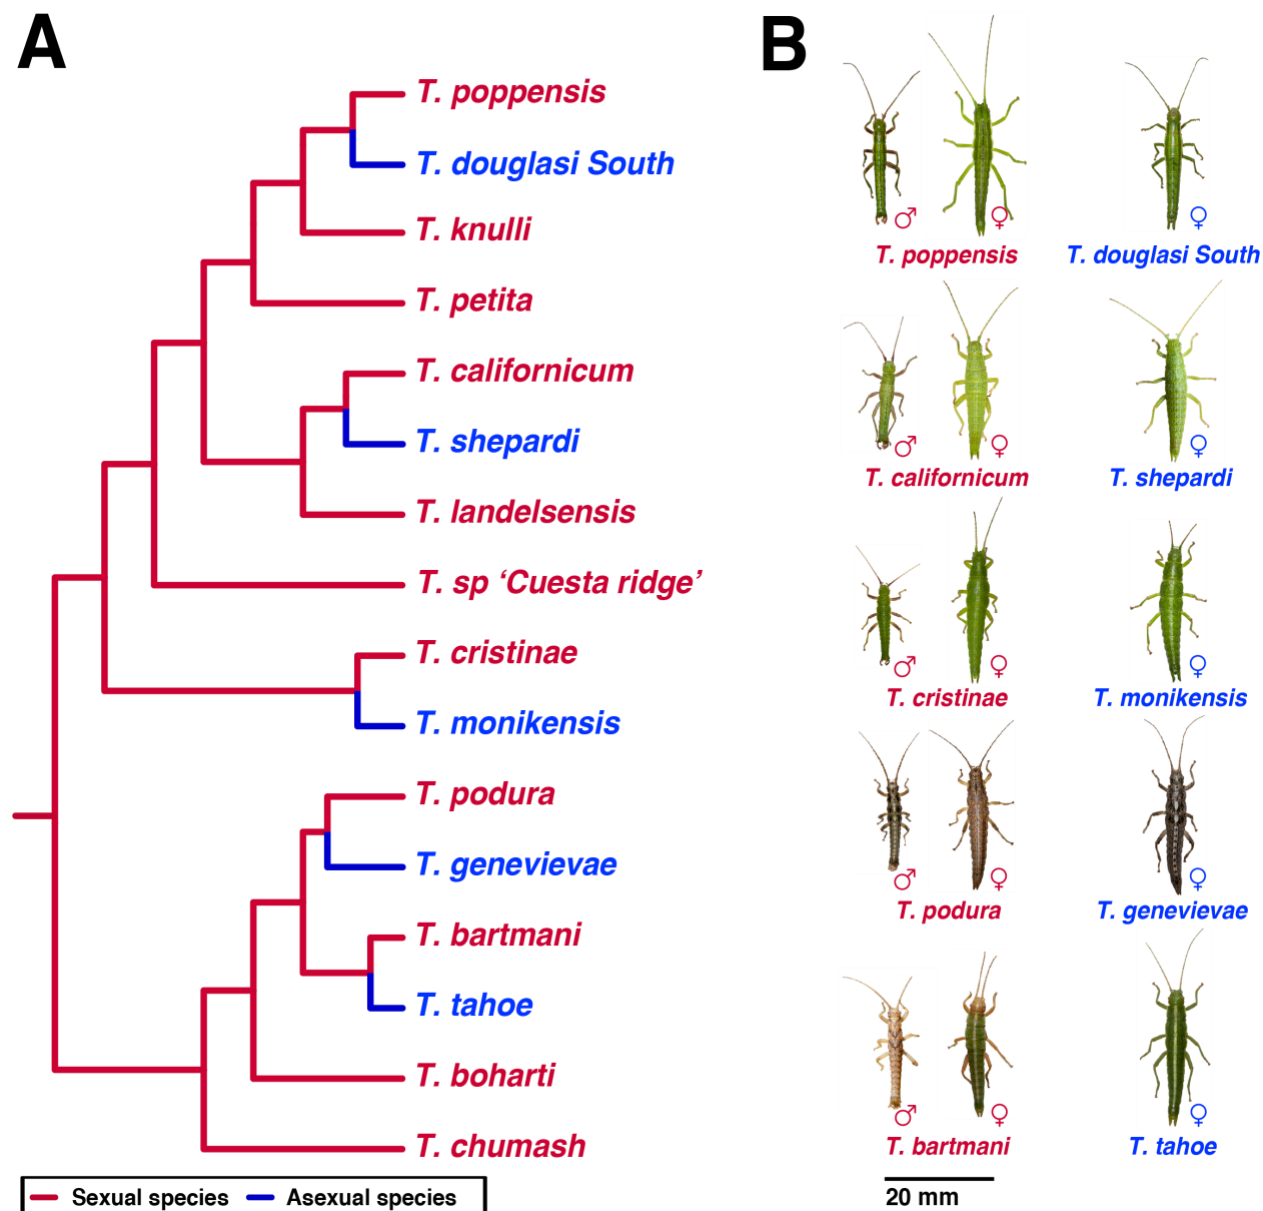 A
T. poppensis
T. douglasi South
T. knulli
T. petita
T. californicum
T. shepardi
T. landelsensis
T. sp ‘Cuesta ridge’
T. cristinae
T. monikensis
T. podura
T. genevievae
T. bartmani
T. tahoe
T. boharti
T. chumash
Sexual species Asexual species
B
♂ ♀ ♀
T. poppensis T. douglasi South
♂ ♀ ♀
T. californicum T. shepardi
♂ ♀ ♀
T. cristinae T. monikensis
♂ ♀ ♀
T. podura T. genevievae
♂ ♀ ♀
T. bartmani T. tahoe
20 mm